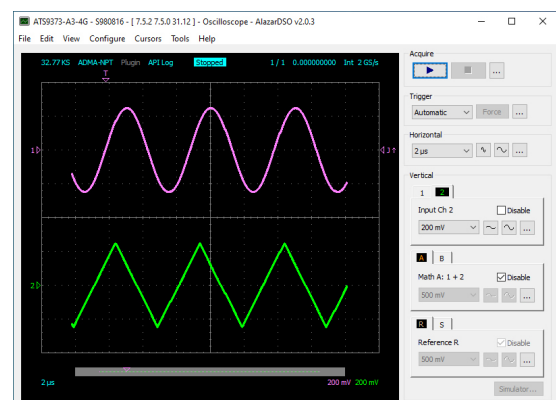 ATS9373-A3-4G - S980816 - [ 7.5.2 7.5.0 31.12 ] - Oscilloscope - AlazarDSO v2.0.3
File Edit View Configure Cursors Tools Help
32.77 KS ADMA-NPT Plugin API Log Stopped 1 / 1 0.000000000 Int 2 GS/s
T
1
J
2
2 µs 200 mV 200 mV
Acquire
...
Trigger
Automatic Force ...
Horizontal
2 µs ...
Vertical
1 2
Input Ch 2 Disable
200 mV ...
A B
Math A: 1 + 2 Disable
500 mV ...
R S
Reference R Disable
500 mV ...
Simulator...